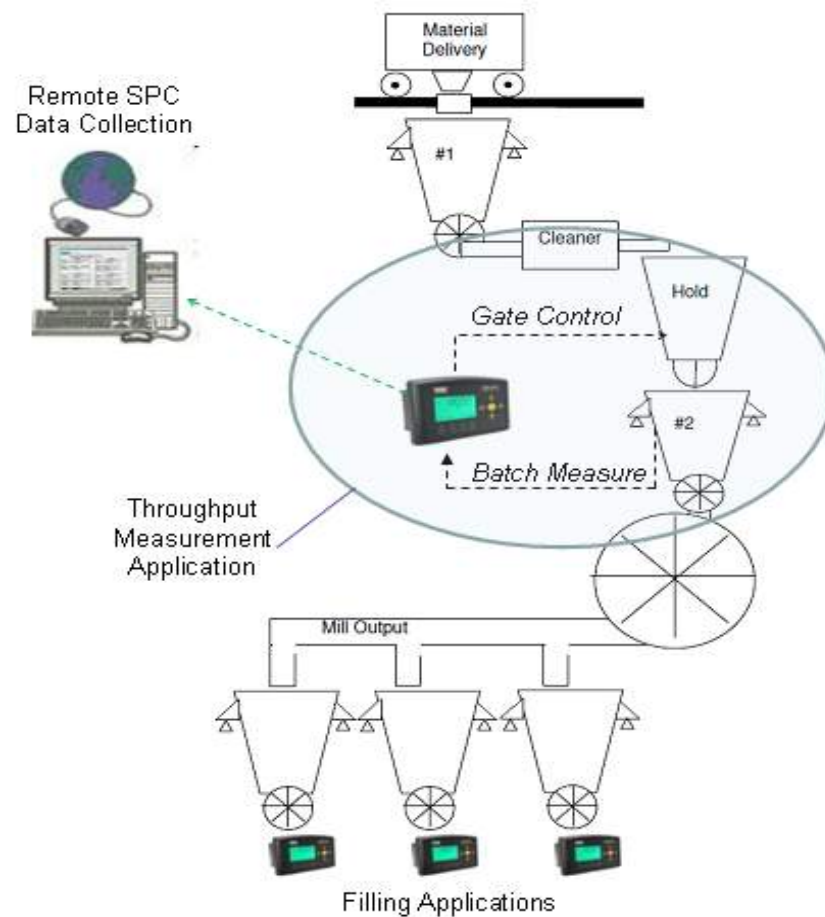 Material
Delivery
Remote SPC
Data Collection
#1
Cleaner
Hold
Gate Control
#2
Batch Measure
Throughput
Measurement
Application
Mill Output
Filling Applications